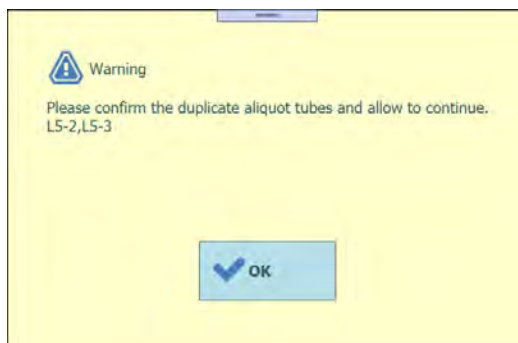 Warning
Please confirm the duplicate aliquot tubes and allow to continue.
L5-2,L5-3
OK